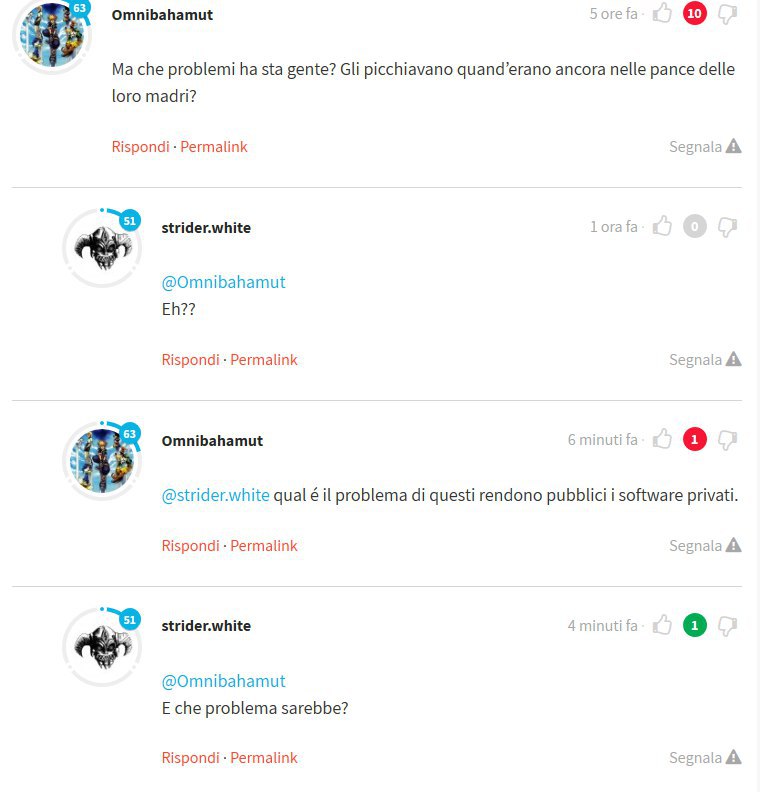 63
Omnibahamut
5 ore fa · 10
Ma che problemi ha sta gente? Gli picchiavano quand’erano ancora nelle pance delle
loro madri?
Rispondi · Permalink
Segnala
51
strider.white
1 ora fa · 0
@Omnibahamut
Eh??
Rispondi · Permalink
Segnala
63
Omnibahamut
6 minuti fa · 1
@strider.white qual é il problema di questi rendono pubblici i software privati.
Rispondi · Permalink
Segnala
51
strider.white
4 minuti fa · 1
@Omnibahamut
E che problema sarebbe?
Rispondi · Permalink
Segnala